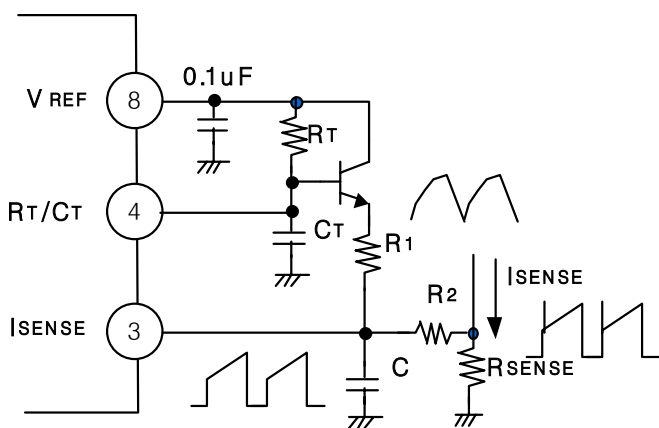 0.1uF
VREF
8
RT
RT/CT
4
CT
R1
ISENSE
R2
ISENSE
3
C
RSENSE